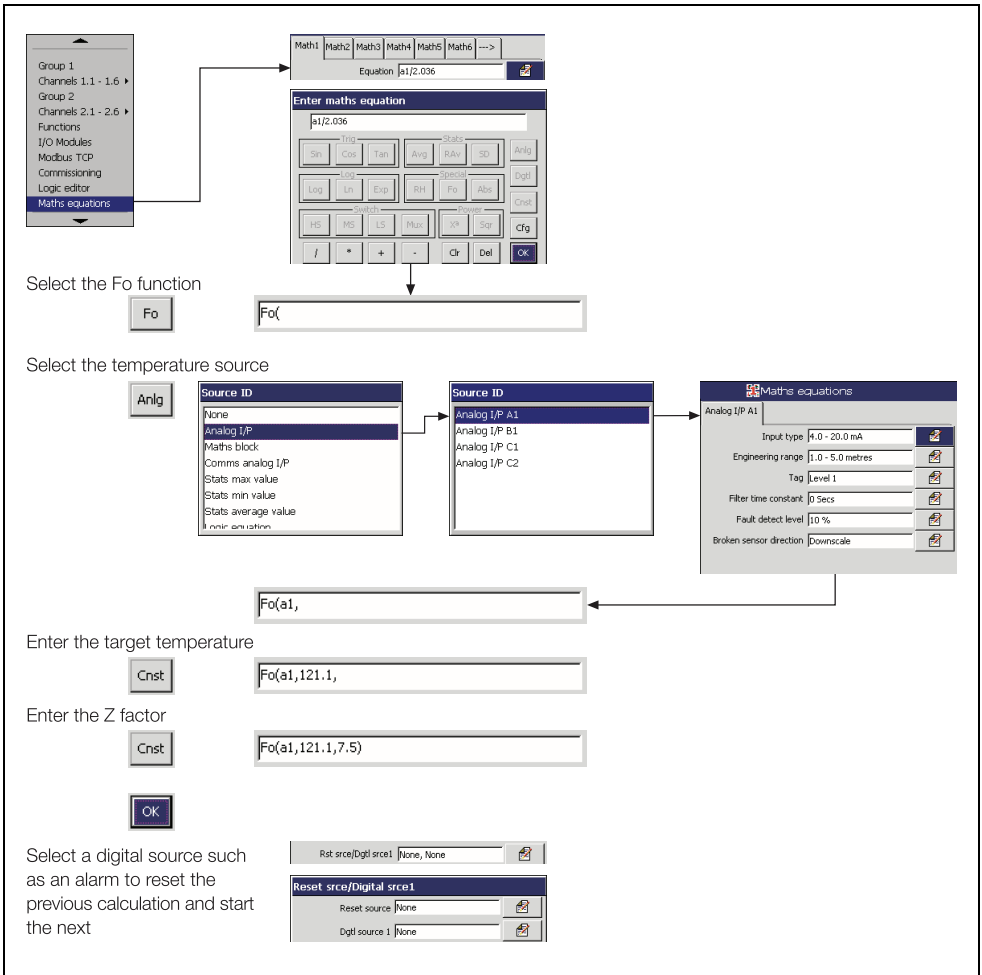 Group 1
Channels 1.1 - 1.6
Group 2
Channels 2.1 - 2.6
Functions
I/O Modules
Modbus TCP
Commissioning
Logic editor
Maths equations
Math1 Math2 Math3 Math4 Math5 Math6 --->
Equation a1/2.036
Enter maths equation
a1/2.036
Trig Stats
Sin Cos Tan Avg RAv SD Anlg
Log Special Dgtl
Log Ln Exp RH Fo Abs
Cnst
Switch Power
HS MS LS Mux Xª Sqr Cfg
/ * + - Clr Del OK
Select the Fo function
Fo Fo(
Select the temperature source
Anlg
Source ID
None
Analog I/P
Maths block
Comms analog I/P
Stats max value
Stats min value
Stats average value
Logic equation
Source ID
Analog I/P A1
Analog I/P B1
Analog I/P C1
Analog I/P C2
Maths equations
Analog I/P A1
Input type 4.0 - 20.0 mA
Engineering range 1.0 - 5.0 metres
Tag Level 1
Filter time constant 0 Secs
Fault detect level 10 %
Broken sensor direction Downscale
Fo(a1,
Enter the target temperature
Cnst Fo(a1,121.1,
Enter the Z factor
Cnst Fo(a1,121.1,7.5)
OK
Select a digital source such
as an alarm to reset the
previous calculation and start
the next
Rst srce/Dgtl srce1 None, None
Reset srce/Digital srce1
Reset source None
Dgtl source 1 None